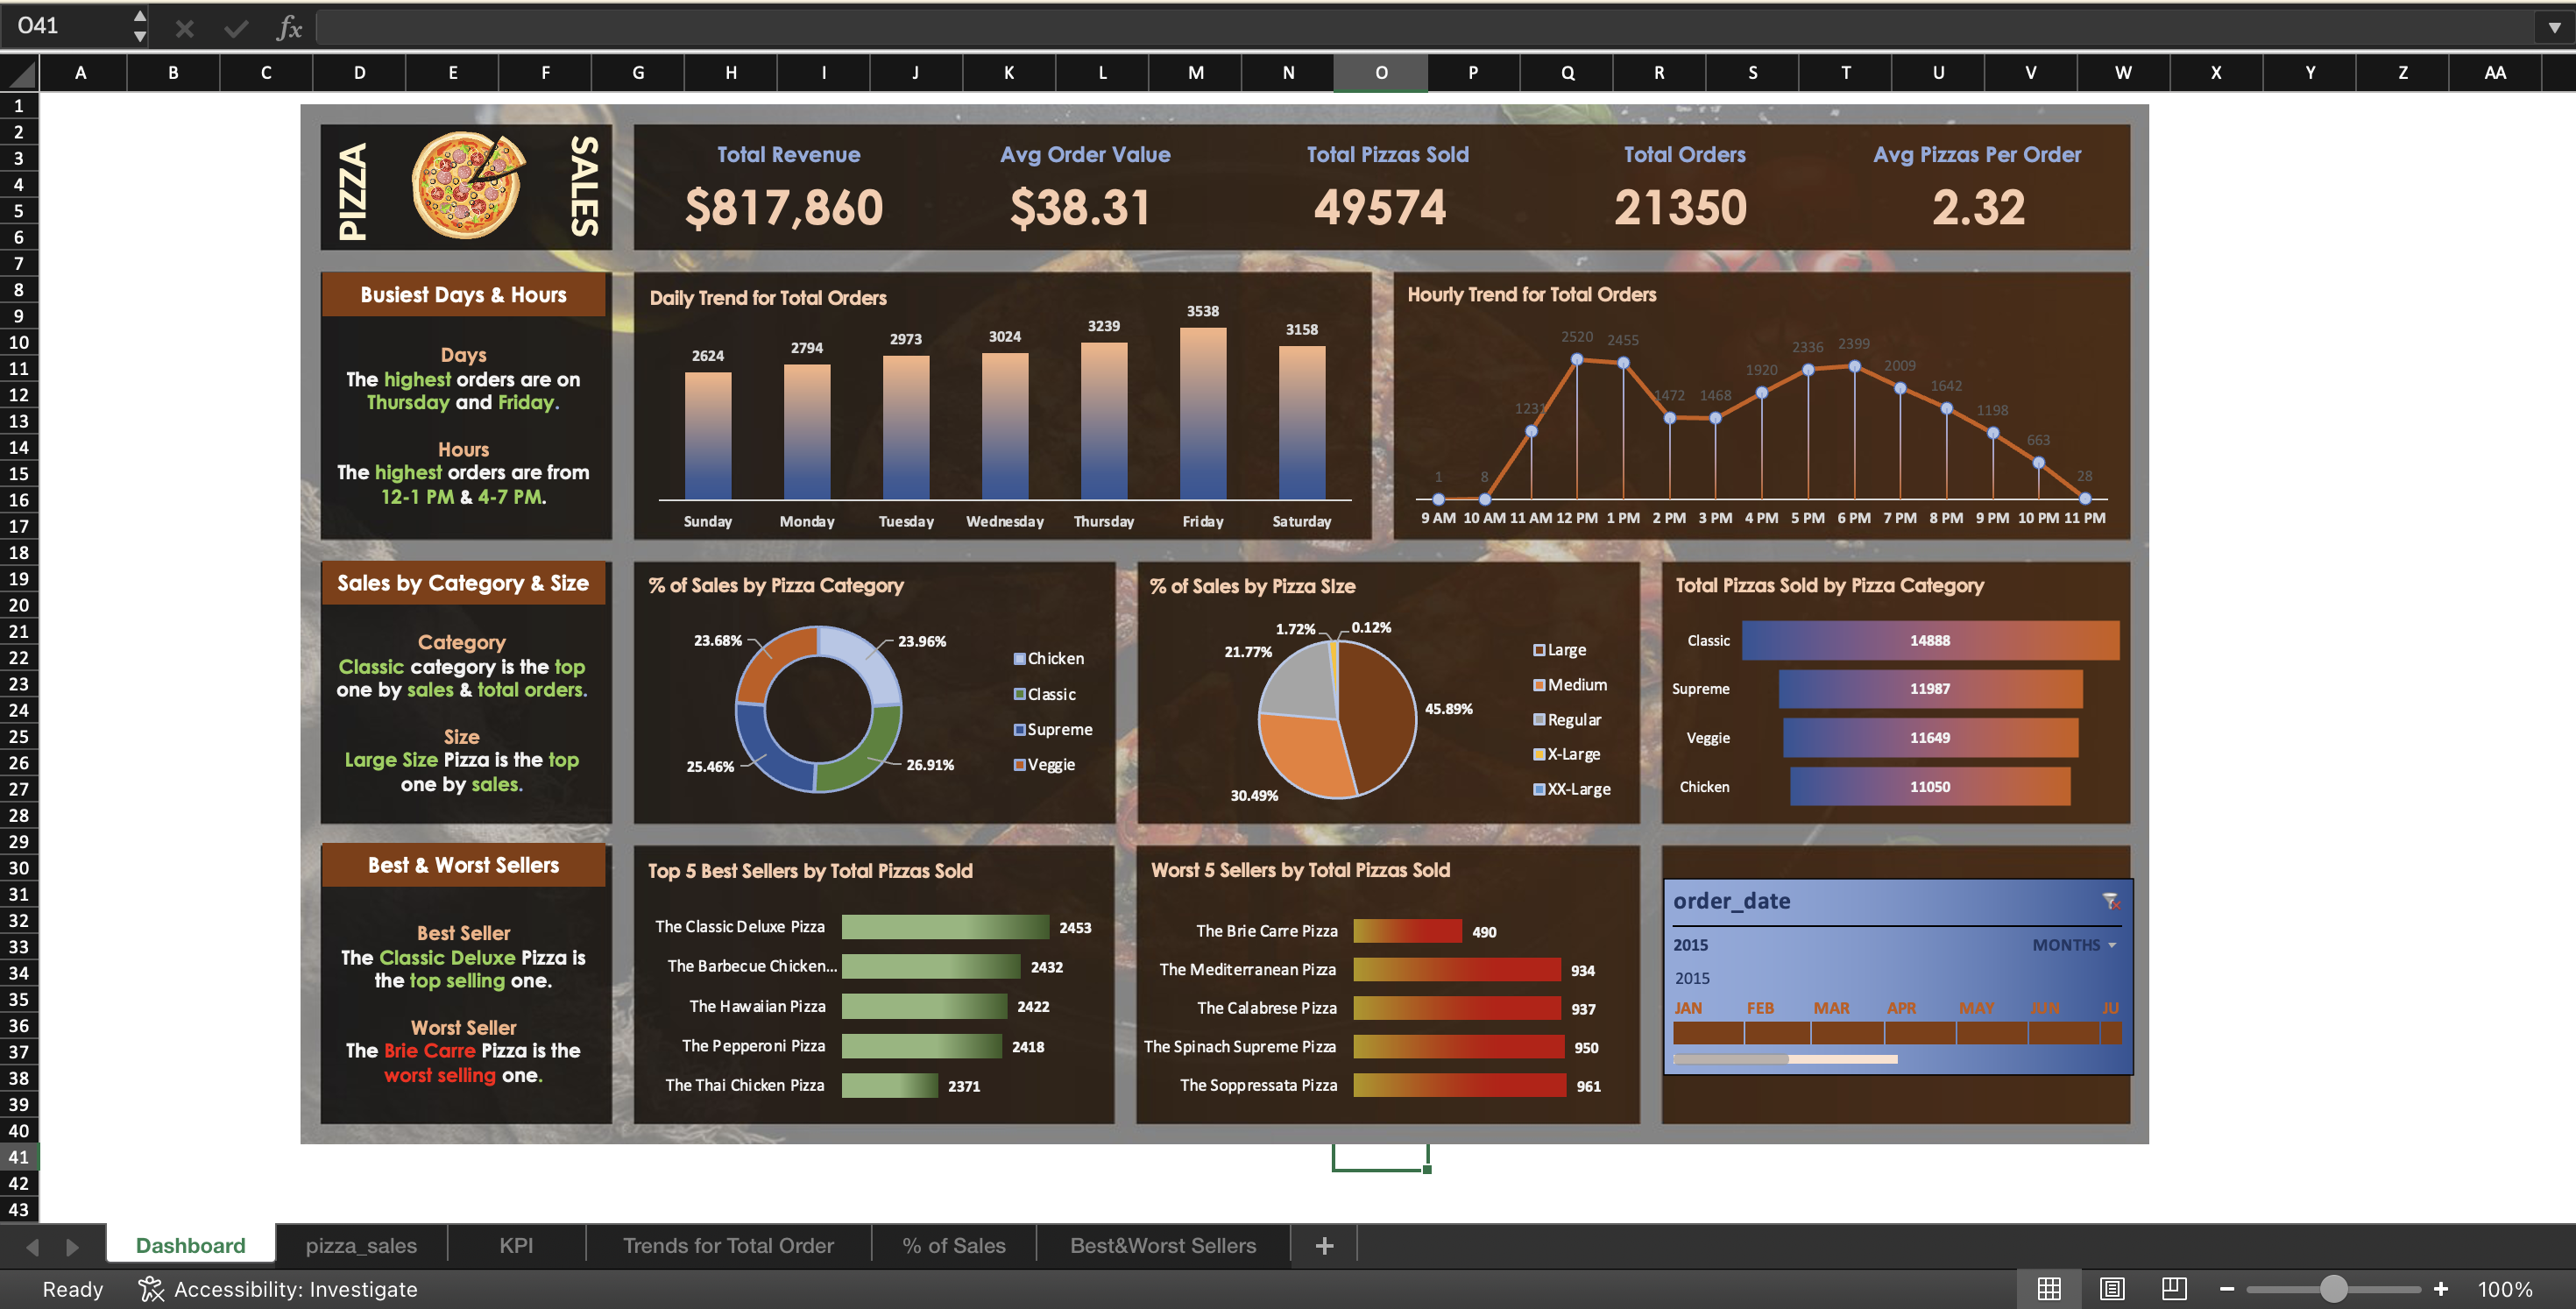 O41
fx
A B C D E F G H I J K L M N O P Q R S T U V W X Y Z AA
1
2
3
4
5
6
7
8
9
10
11
12
13
14
15
16
17
18
19
20
21
22
23
24
25
26
27
28
29
30
31
32
33
34
35
36
37
38
39
40
41
42
43
PIZZA
SALES
Total Revenue
$817,860
Avg Order Value
$38.31
Total Pizzas Sold
49574
Total Orders
21350
Avg Pizzas Per Order
2.32
Busiest Days & Hours
Days
The highest orders are on
Thursday and Friday.
Hours
The highest orders are from
12-1 PM & 4-7 PM.
Daily Trend for Total Orders
2624 2794 2973 3024 3239 3538 3158
Sunday Monday Tuesday Wednesday Thursday Friday Saturday
Hourly Trend for Total Orders
1 8 1231 2520 2455 1472 1468 1920 2336 2399 2009 1642 1198 663 28
9 AM 10 AM 11 AM 12 PM 1 PM 2 PM 3 PM 4 PM 5 PM 6 PM 7 PM 8 PM 9 PM 10 PM 11 PM
Sales by Category & Size
Category
Classic category is the top
one by sales & total orders.
Size
Large Size Pizza is the top
one by sales.
% of Sales by Pizza Category
23.68% 23.96%
25.46% 26.91%
Chicken
Classic
Supreme
Veggie
% of Sales by Pizza SIze
1.72% 0.12%
21.77%
45.89%
30.49%
Large
Medium
Regular
X-Large
XX-Large
Total Pizzas Sold by Pizza Category
Classic 14888
Supreme 11987
Veggie 11649
Chicken 11050
Best & Worst Sellers
Best Seller
The Classic Deluxe Pizza is
the top selling one.
Worst Seller
The Brie Carre Pizza is the
worst selling one.
Top 5 Best Sellers by Total Pizzas Sold
The Classic Deluxe Pizza 2453
The Barbecue Chicken... 2432
The Hawaiian Pizza 2422
The Pepperoni Pizza 2418
The Thai Chicken Pizza 2371
Worst 5 Sellers by Total Pizzas Sold
The Brie Carre Pizza 490
The Mediterranean Pizza 934
The Calabrese Pizza 937
The Spinach Supreme Pizza 950
The Soppressata Pizza 961
order_date
2015 MONTHS
2015
JAN FEB MAR APR MAY JUN JU
Dashboard pizza_sales KPI Trends for Total Order % of Sales Best&Worst Sellers +
Ready Accessibility: Investigate − + 100%